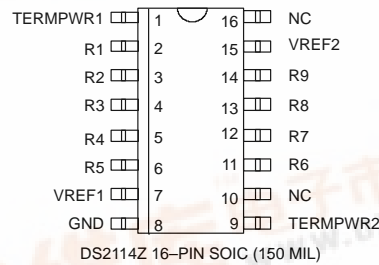 TERMPWR1 1 16 NC
R1 2 15 VREF2
R2 3 14 R9
R3 4 13 R8
R4 5 12 R7
R5 6 11 R6
VREF1 7 10 NC
GND 8 9 TERMPWR2
DS2114Z 16–PIN SOIC (150 MIL)